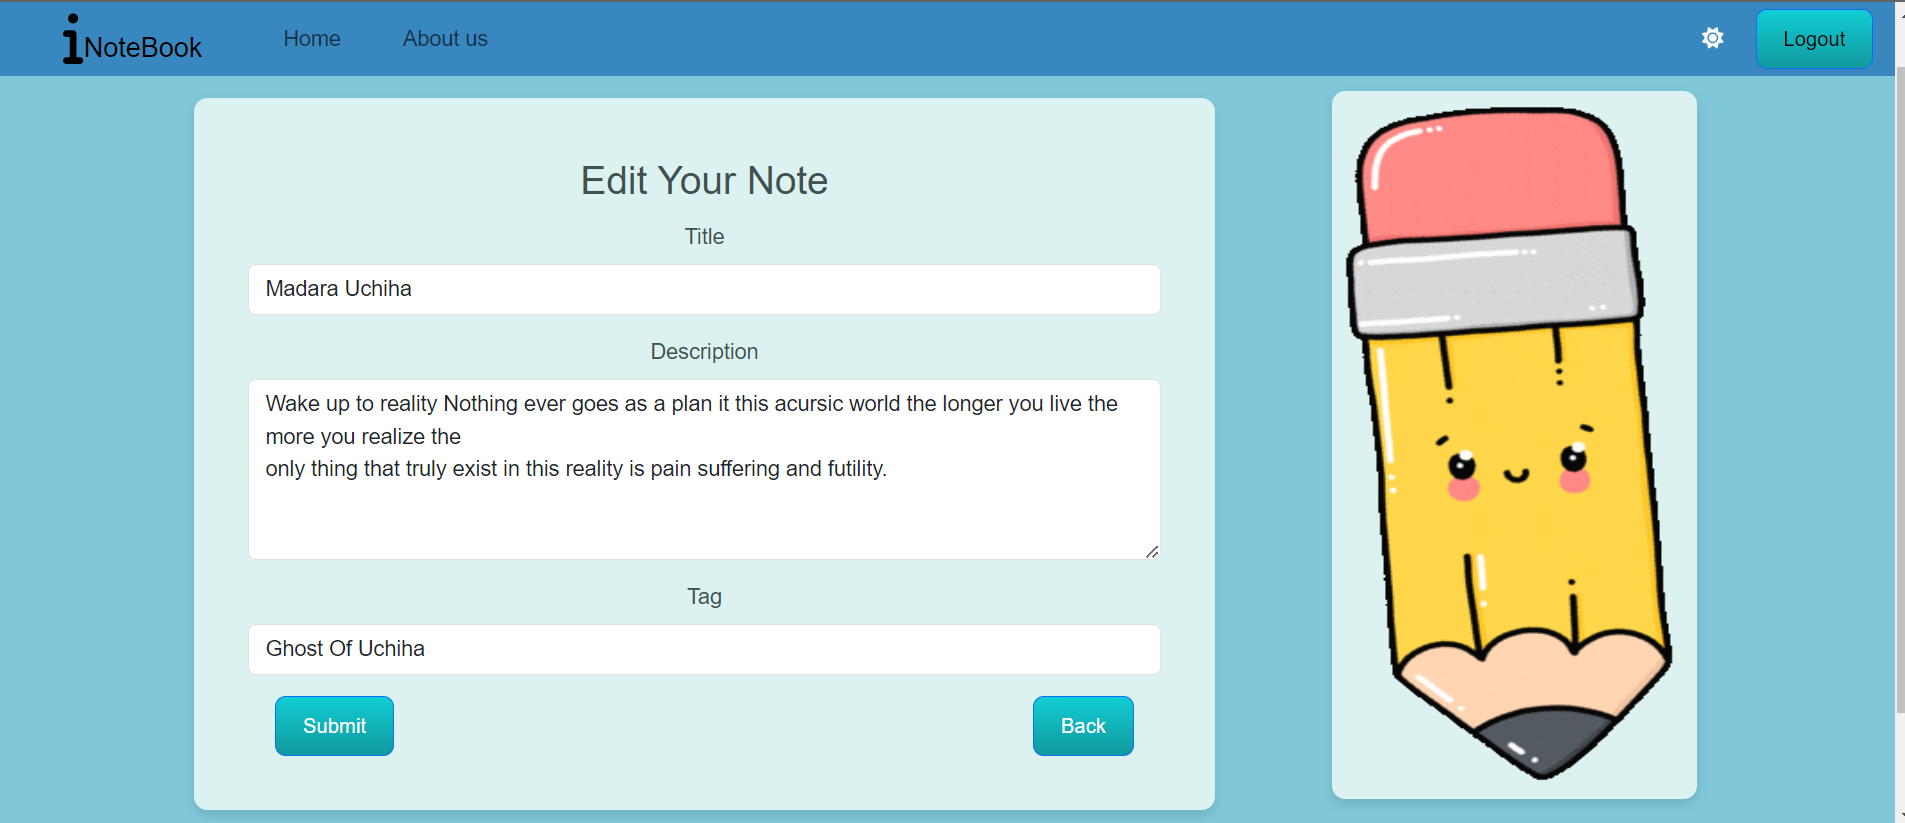 iNoteBook
Home
About us
Logout
Edit Your Note
Title
Madara Uchiha
Description
Wake up to reality Nothing ever goes as a plan it this acursic world the longer you live the
more you realize the
only thing that truly exist in this reality is pain suffering and futility.
Tag
Ghost Of Uchiha
Submit
Back